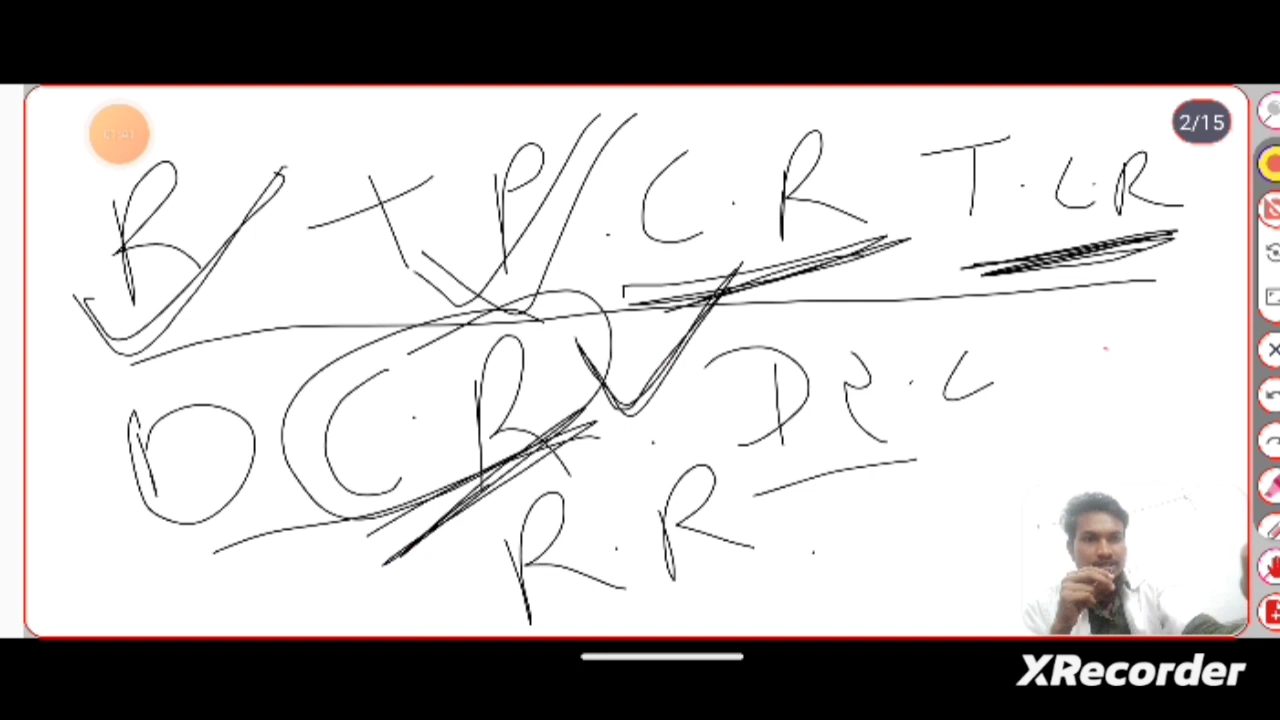 2/15
R T P . C . R T . C . R
D C . R . D R . C
R . R .
XRecorder